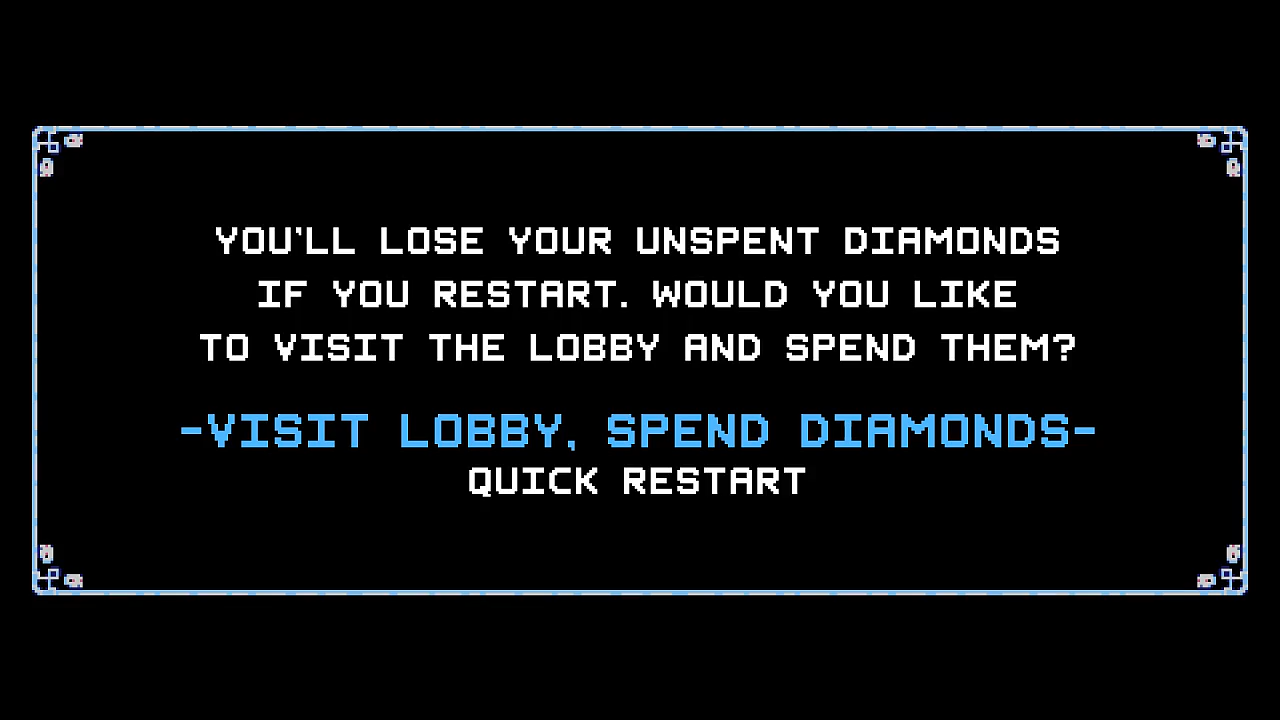 YOU'LL LOSE YOUR UNSPENT DIAMONDS
IF YOU RESTART. WOULD YOU LIKE
TO VISIT THE LOBBY AND SPEND THEM?
-VISIT LOBBY, SPEND DIAMONDS-
QUICK RESTART